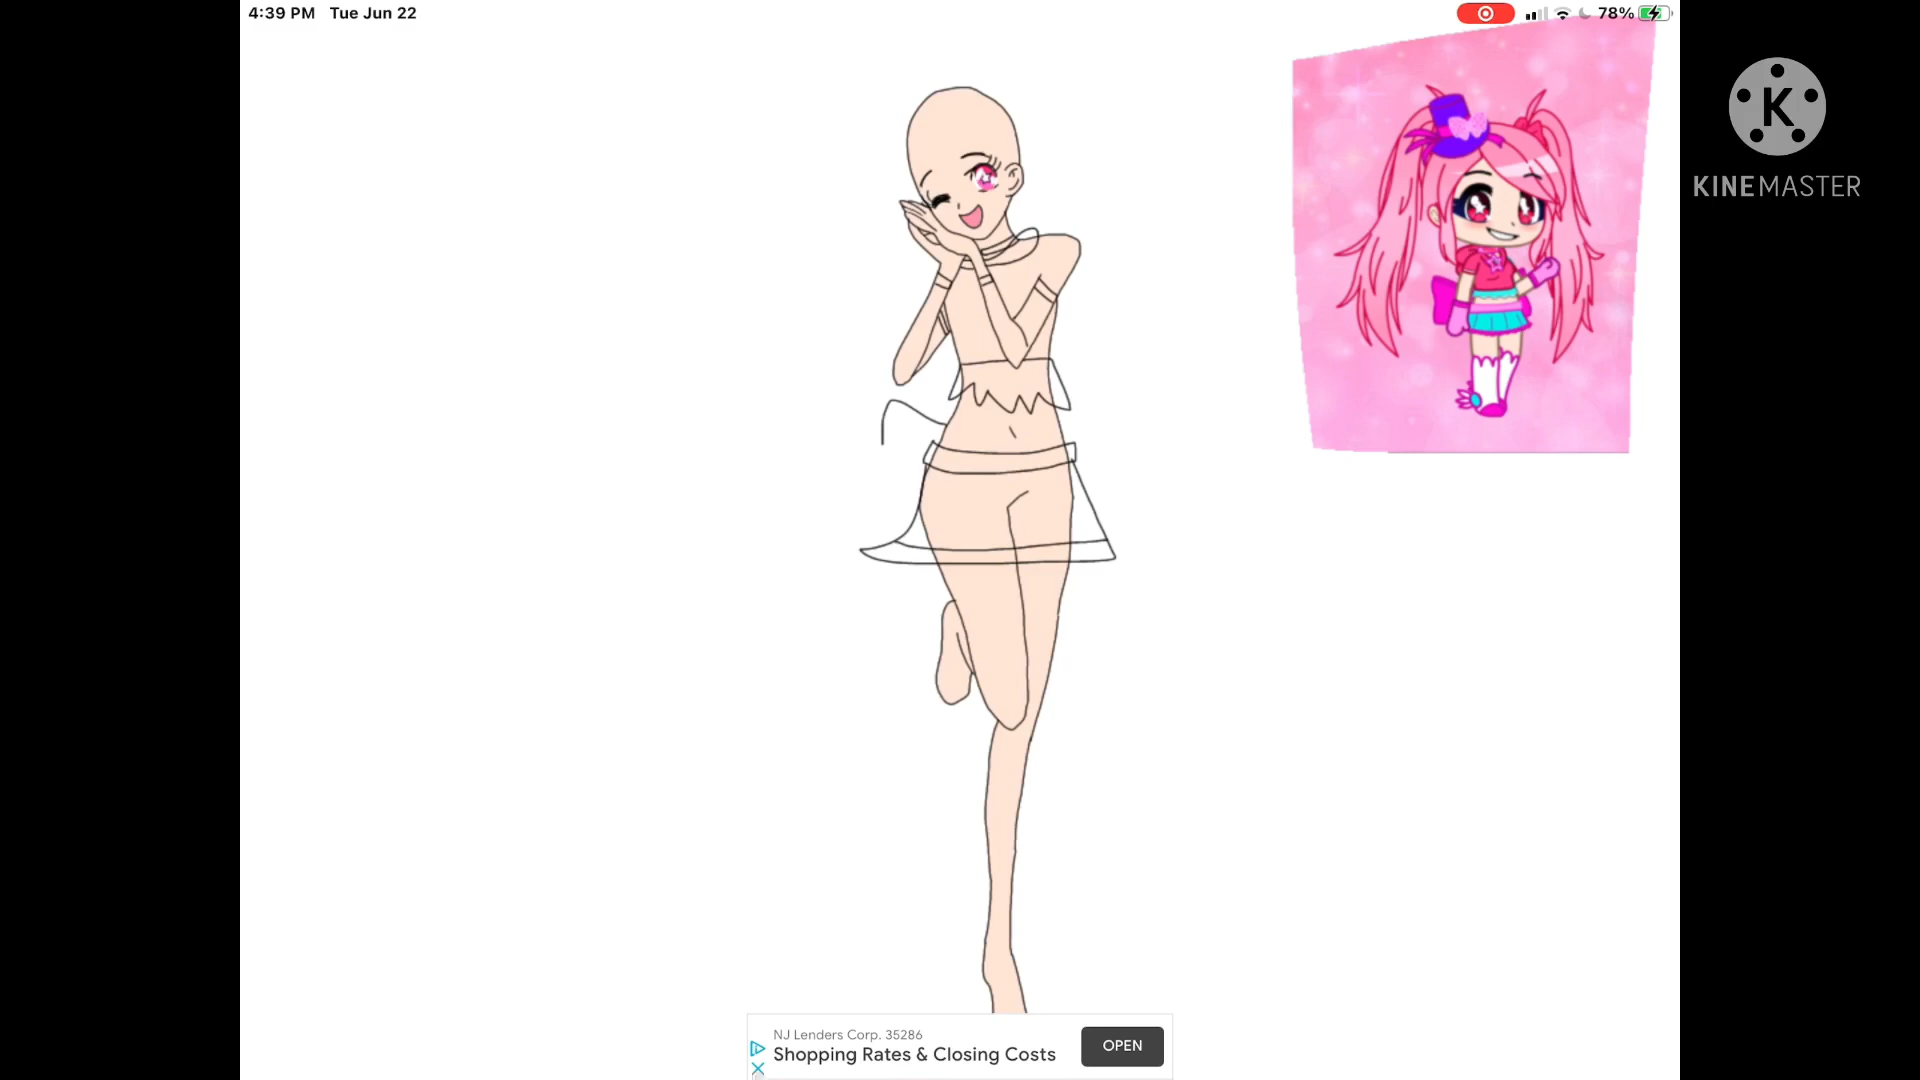 4:39 PM Tue Jun 22
78%
K
KINEMASTER
NJ Lenders Corp. 35286
Shopping Rates & Closing Costs
OPEN